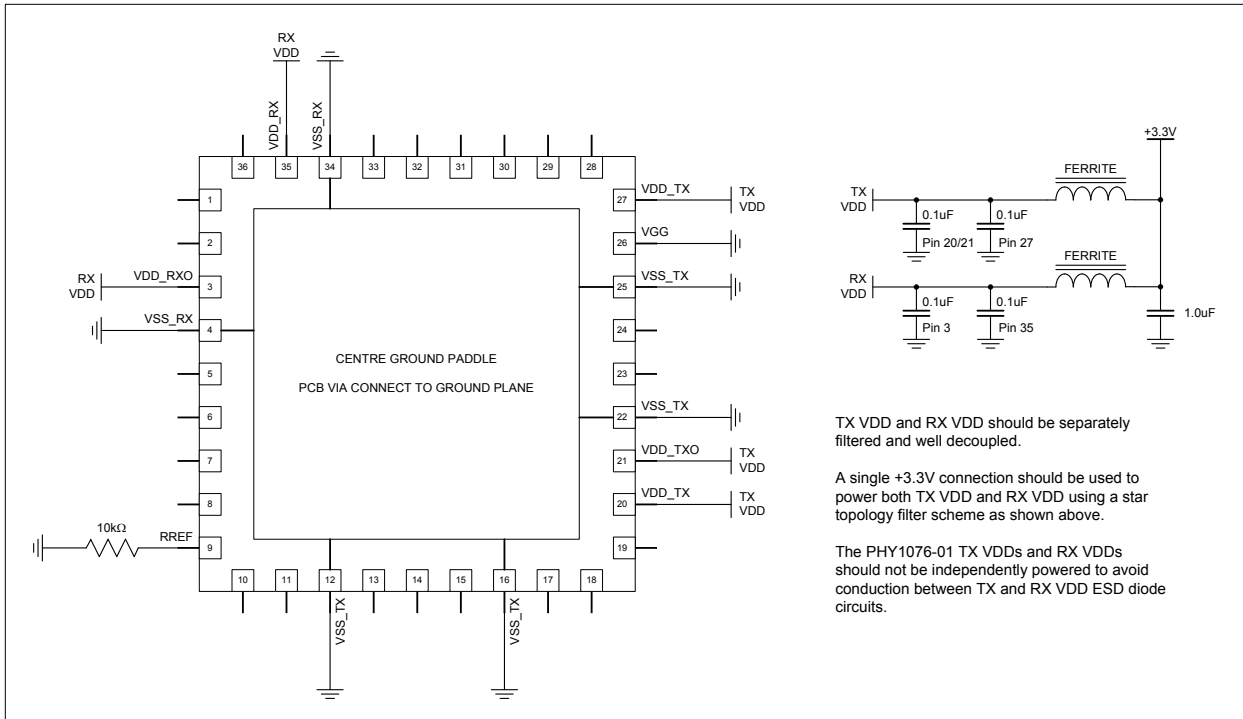 RX
VDD
VDD_RX
VSS_RX
36
35
34
33
32
31
30
29
28
1
2
3
4
5
6
7
8
9
10
11
12
13
14
15
16
17
18
19
20
21
22
23
24
25
26
27
RX
VDD
VDD_RXO
VSS_RX
10kΩ
RREF
CENTRE GROUND PADDLE
PCB VIA CONNECT TO GROUND PLANE
VSS_TX
VSS_TX
VDD_TX
TX
VDD
VGG
VSS_TX
VSS_TX
VDD_TXO
TX
VDD
VDD_TX
TX
VDD
+3.3V
FERRITE
TX
VDD
0.1uF
Pin 20/21
0.1uF
Pin 27
FERRITE
RX
VDD
0.1uF
Pin 3
0.1uF
Pin 35
1.0uF
TX VDD and RX VDD should be separately
filtered and well decoupled.
A single +3.3V connection should be used to
power both TX VDD and RX VDD using a star
topology filter scheme as shown above.
The PHY1076-01 TX VDDs and RX VDDs
should not be independently powered to avoid
conduction between TX and RX VDD ESD diode
circuits.